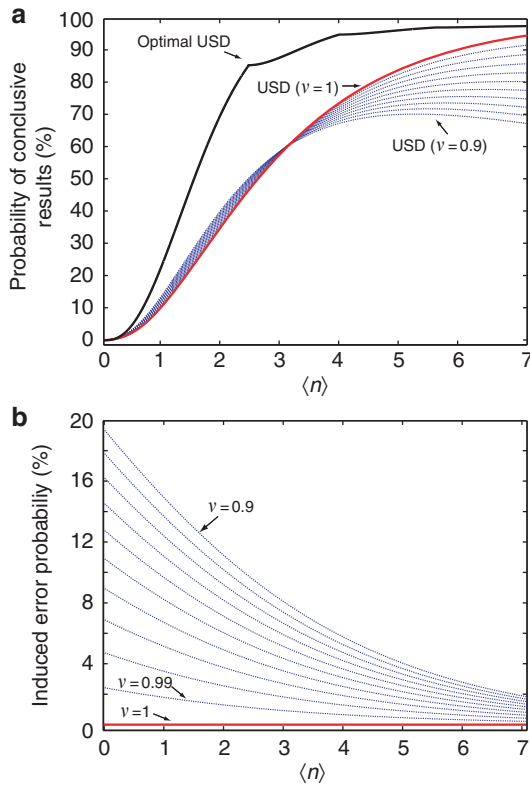 a
Probability of conclusive
results (%)
100
90
80
70
60
50
40
30
20
10
0
Optimal USD
USD (v = 1)
USD (v = 0.9)
0 1 2 3 4 5 6 7
⟨n⟩
b
Induced error probabiliy (%)
20
16
12
8
4
0
v = 0.9
v = 0.99
v = 1
0 1 2 3 4 5 6 7
⟨n⟩